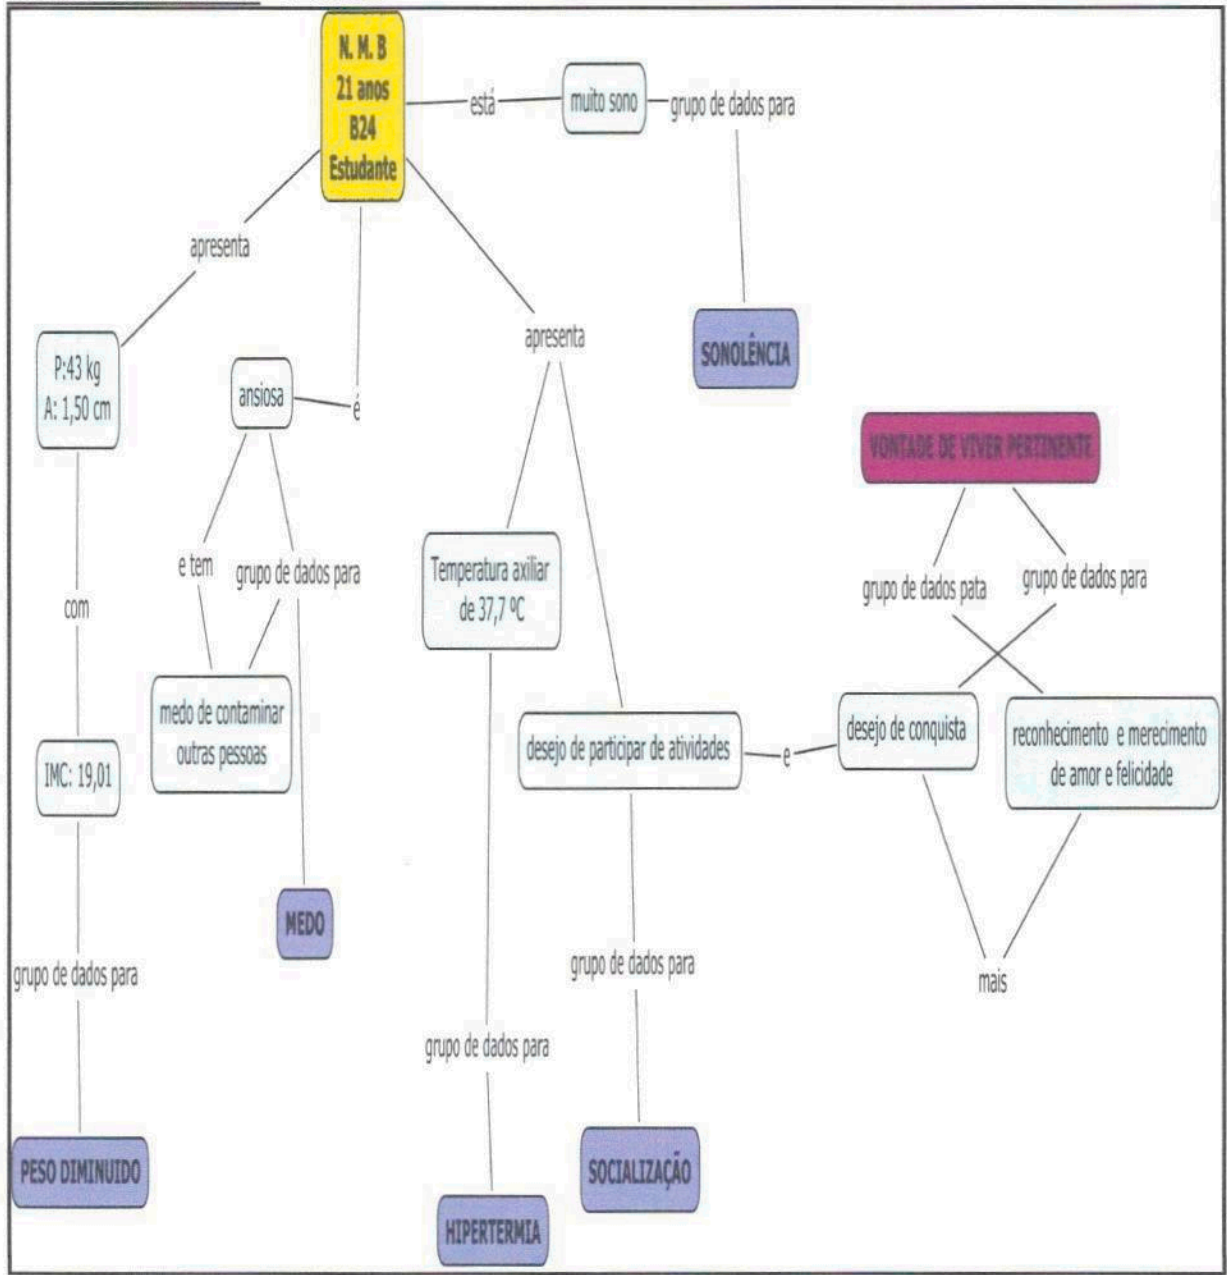 N. M. B
21 anos
B24
Estudante
está
muito sono
grupo de dados para
apresenta
apresenta
SONOLÊNCIA
P:43 kg
A: 1,50 cm
ansiosa
é
VONTADE DE VIVER PERTINENTE
e tem
grupo de dados para
Temperatura axiliar
de 37,7 ºC
grupo de dados pata
grupo de dados para
com
medo de contaminar
outras pessoas
desejo de participar de atividades
e
desejo de conquista
reconhecimento e merecimento
de amor e felicidade
IMC: 19,01
MEDO
grupo de dados para
grupo de dados para
mais
grupo de dados para
PESO DIMINUIDO
SOCIALIZAÇÃO
HIPERTERMIA